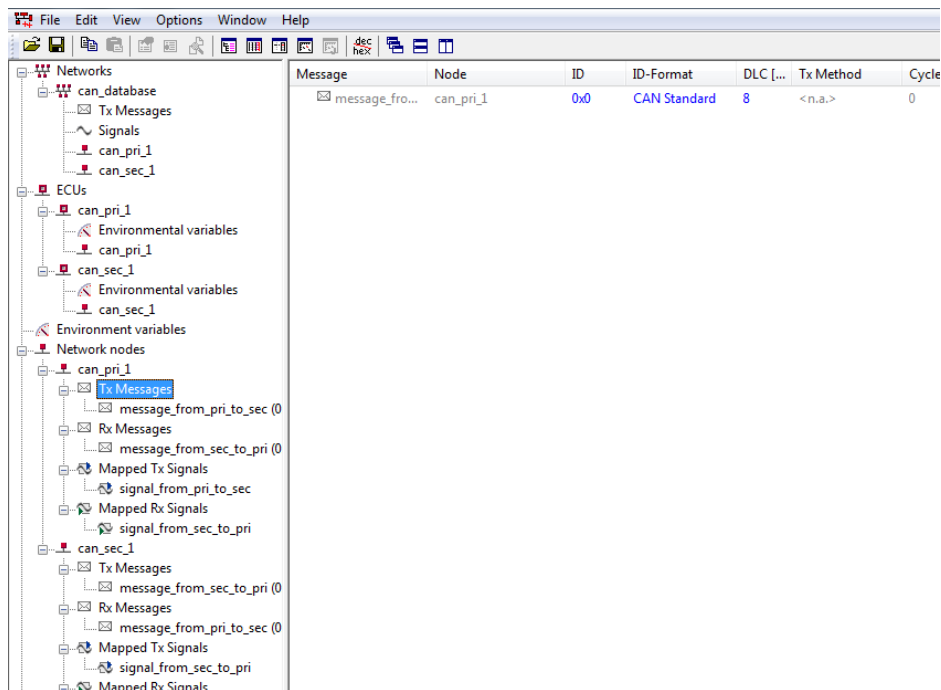 File Edit View Options Window Help
dec
hex
Networks
can_database
Tx Messages
Signals
can_pri_1
can_sec_1
ECUs
can_pri_1
Environmental variables
can_pri_1
can_sec_1
Environmental variables
can_sec_1
Environment variables
Network nodes
can_pri_1
Tx Messages
message_from_pri_to_sec (0
Rx Messages
message_from_sec_to_pri (0
Mapped Tx Signals
signal_from_pri_to_sec
Mapped Rx Signals
signal_from_sec_to_pri
can_sec_1
Tx Messages
message_from_sec_to_pri (0
Rx Messages
message_from_pri_to_sec (0
Mapped Tx Signals
signal_from_sec_to_pri
Mapped Rx Signals
Message Node ID ID-Format DLC [... Tx Method Cycle
message_fro... can_pri_1 0x0 CAN Standard 8 <n.a.> 0